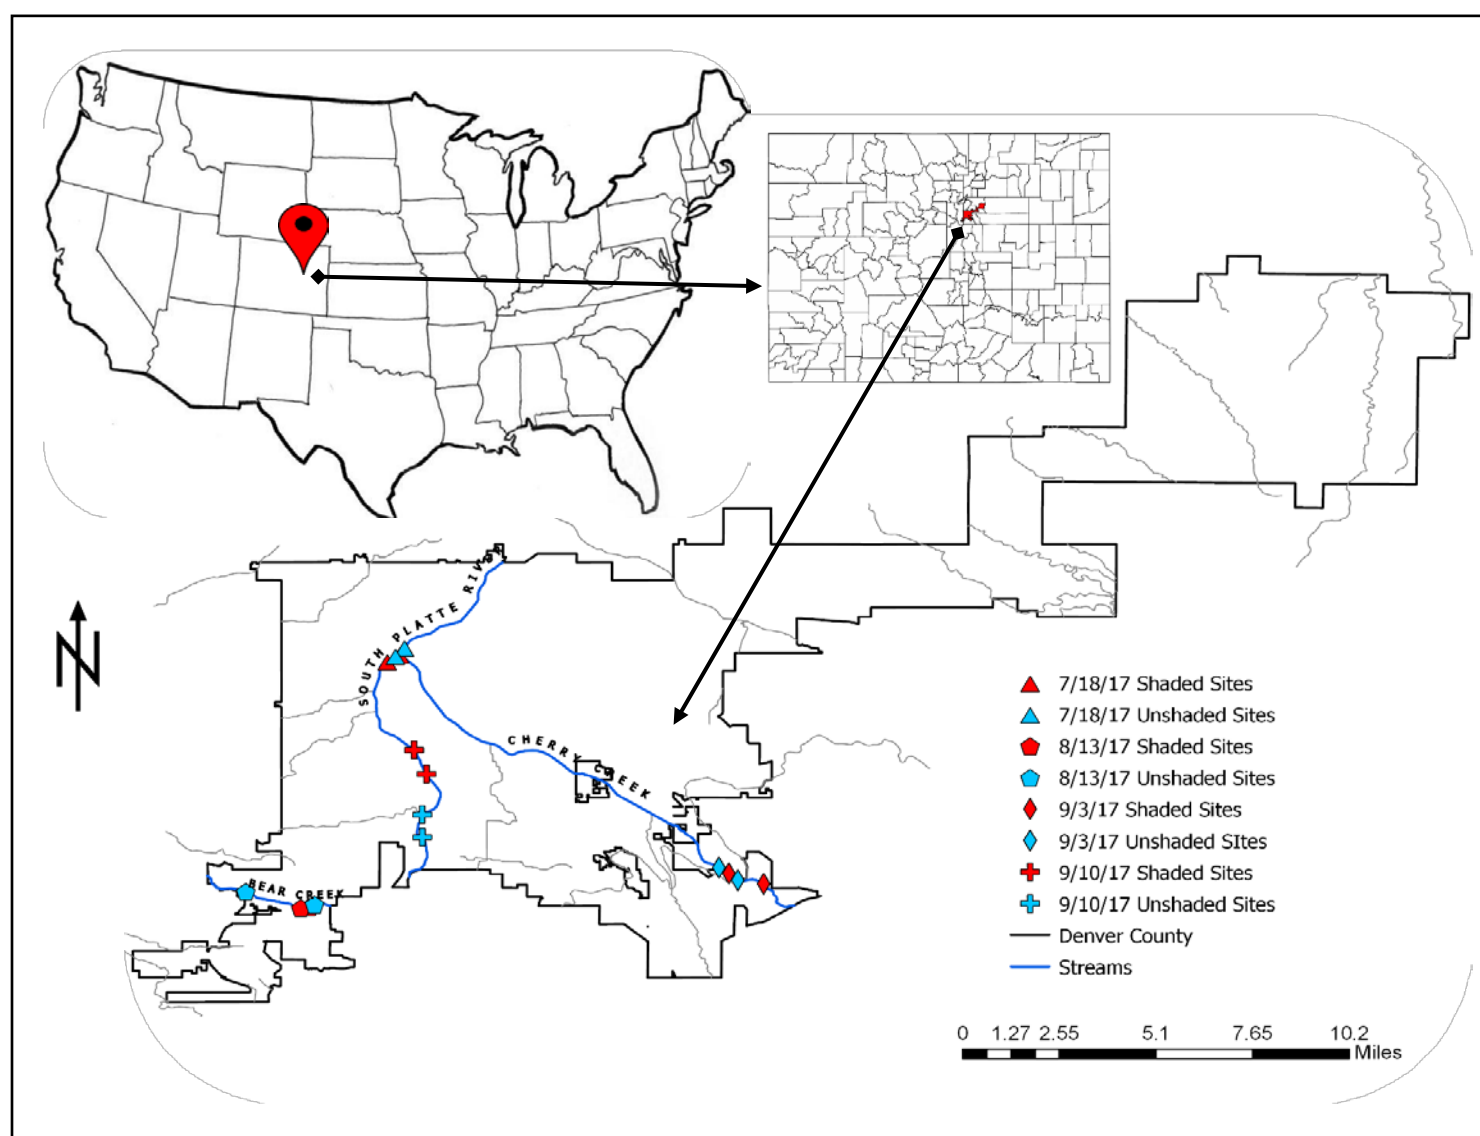 N
SOUTH PLATTE RIVER
CHERRY CREEK
BEAR CREEK
7/18/17 Shaded Sites
7/18/17 Unshaded Sites
8/13/17 Shaded Sites
8/13/17 Unshaded Sites
9/3/17 Shaded Sites
9/3/17 Unshaded SItes
9/10/17 Shaded Sites
9/10/17 Unshaded Sites
Denver County
Streams
0 1.27 2.55 5.1 7.65 10.2
Miles